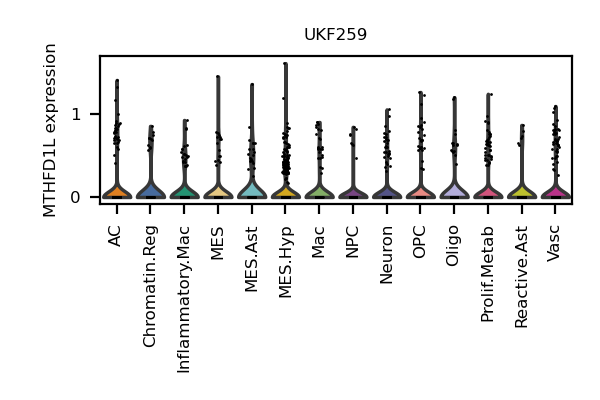 UKF259
MTHFD1L expression
1
0
AC
Chromatin.Reg
Inflammatory.Mac
MES
MES.Ast
MES.Hyp
Mac
NPC
Neuron
OPC
Oligo
Prolif.Metab
Reactive.Ast
Vasc